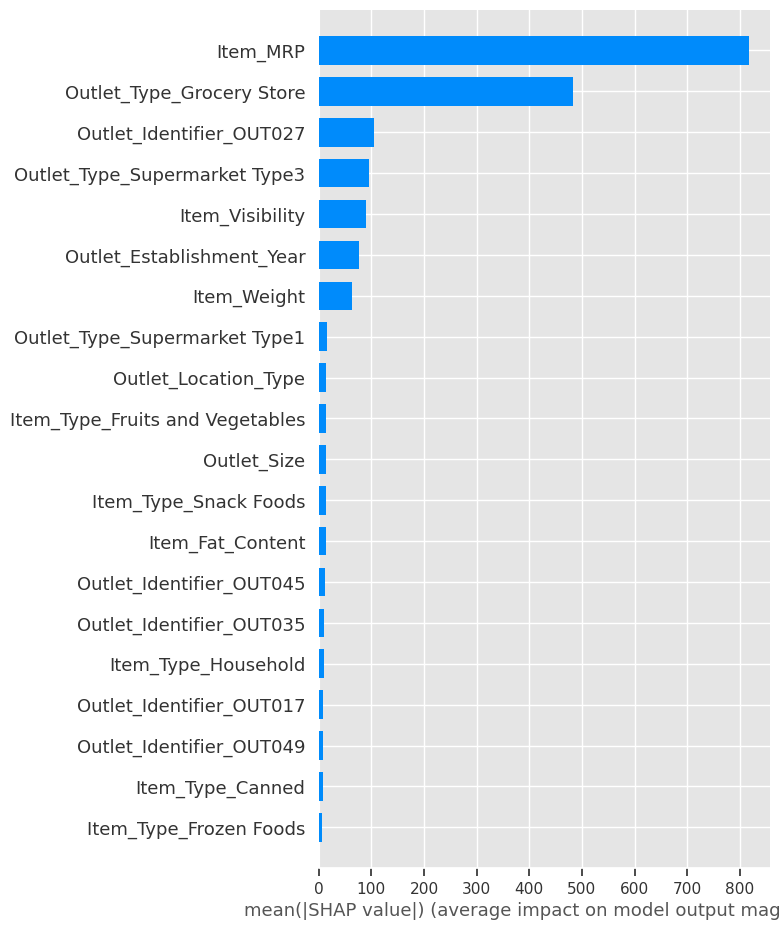 Item_MRP
Outlet_Type_Grocery Store
Outlet_Identifier_OUT027
Outlet_Type_Supermarket Type3
Item_Visibility
Outlet_Establishment_Year
Item_Weight
Outlet_Type_Supermarket Type1
Outlet_Location_Type
Item_Type_Fruits and Vegetables
Outlet_Size
Item_Type_Snack Foods
Item_Fat_Content
Outlet_Identifier_OUT045
Outlet_Identifier_OUT035
Item_Type_Household
Outlet_Identifier_OUT017
Outlet_Identifier_OUT049
Item_Type_Canned
Item_Type_Frozen Foods
0 100 200 300 400 500 600 700 800
mean(|SHAP value|) (average impact on model output mag